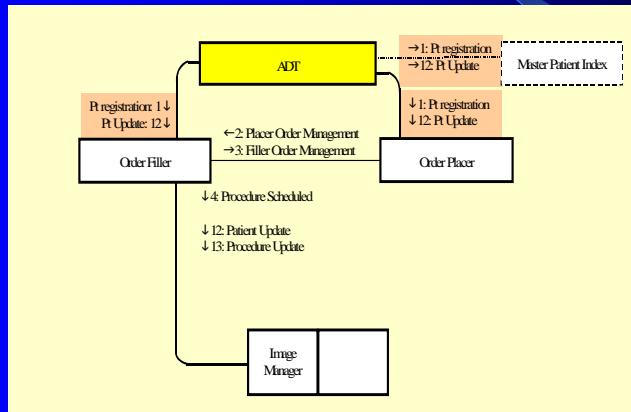 ADT
→1: Pt registration
→12: Pt Update
Master Patient Index
Pt registration: 1↓
Pt Update: 12↓
↓1: Pt registration
↓12: Pt Update
←2: Placer Order Management
→3: Filler Order Management
Order Filler
Order Placer
↓4: Procedure Scheduled
↓12: Patient Update
↓13: Procedure Update
Image
Manager